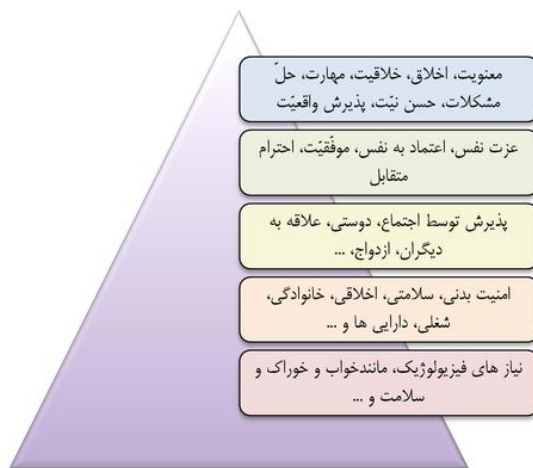 معنویت، اخلاق، خلاقیت، مهارت، حلّ
مشکلات، حسن نیّت، پذیرش واقعیّت
عزت نفس، اعتماد به نفس، موفّقیّت، احترام
متقابل
پذیرش توسط اجتماع، دوستی، علاقه به
دیگران، ازدواج، ...
امنیت بدنی، سلامتی، اخلاقی، خانوادگی،
شغلی، دارایی ها و ...
نیاز های فیزیولوژیک، مانندخواب و خوراک و
سلامت و ...